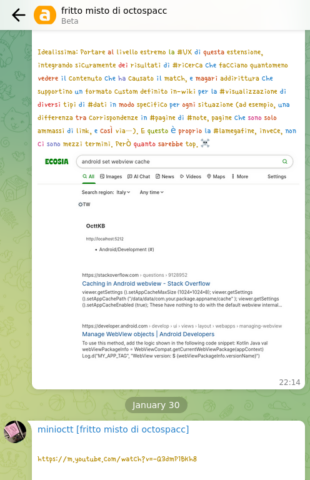 fritto misto di octospacc
Beta
Idealissima: Portare al livello estremo la #UX di questa estensione,
integrando sicuramente dei risultati di #riCerCa Che facCiano quantomeno
vedere il Contenuto Che ha Causato il match, e magari addirittura Che
supportino un formato Custom definito in-wiki per la #visualizzazione di
diversi tipi di #dati in modo specifico per ogni situazione (ad esempio, una
differenza tra Corrispondenze in #pagine di #note, pagine Che sono solo
ammassi di link, e Così via...). E questo È proprio la #lamegatine, invece, non
Ci sono mezzi termini, PerÒ quanto sarebbe top, ☠️
ECOSIA
android set webview cache
All
Images
AI Chat
News
Videos
Maps
More
Settings
Search region: Italy
Any time
OTW
OcttKB
http://localhost:5212
• Android/Development (#)
https://stackoverflow.com › questions › 9128952
Caching in Android webview - Stack Overflow
viewer.getSettings ().setAppCacheMaxSize (1024*1024*8); viewer.getSettings
().setAppCachePath ("/data/data/com.your.package.appname/cache"​); viewer.getSettings
().setAppCacheEnabled (true); These have nothing to do with the default webview internal...
https://developer.android.com › develop › ui › views › layout › webapps › managing-webview
Manage WebView objects | Android Developers
To use this method, add the logic shown in the following code snippet: Kotlin Java val
webViewPackageInfo = WebViewCompat.getCurrentWebViewPackage(appContext)
Log.d("MY_APP_TAG", "WebView version: ${webViewPackageInfo.versionName}")
22:14
January 30
minioctt [fritto misto di octospacc]
https://m.youtube.com/watch?v=-Q3dmP1BKh8